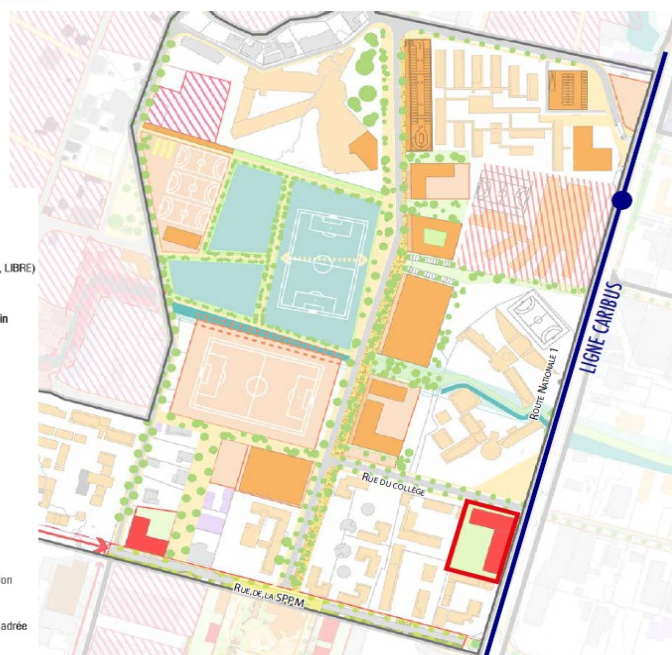 , LIBRE)
in
ROUTE NATIONALE 1
LIGNE CARIBUS
RUE DU COLLÈGE
RUE DE LA SPPM
ion
adrée